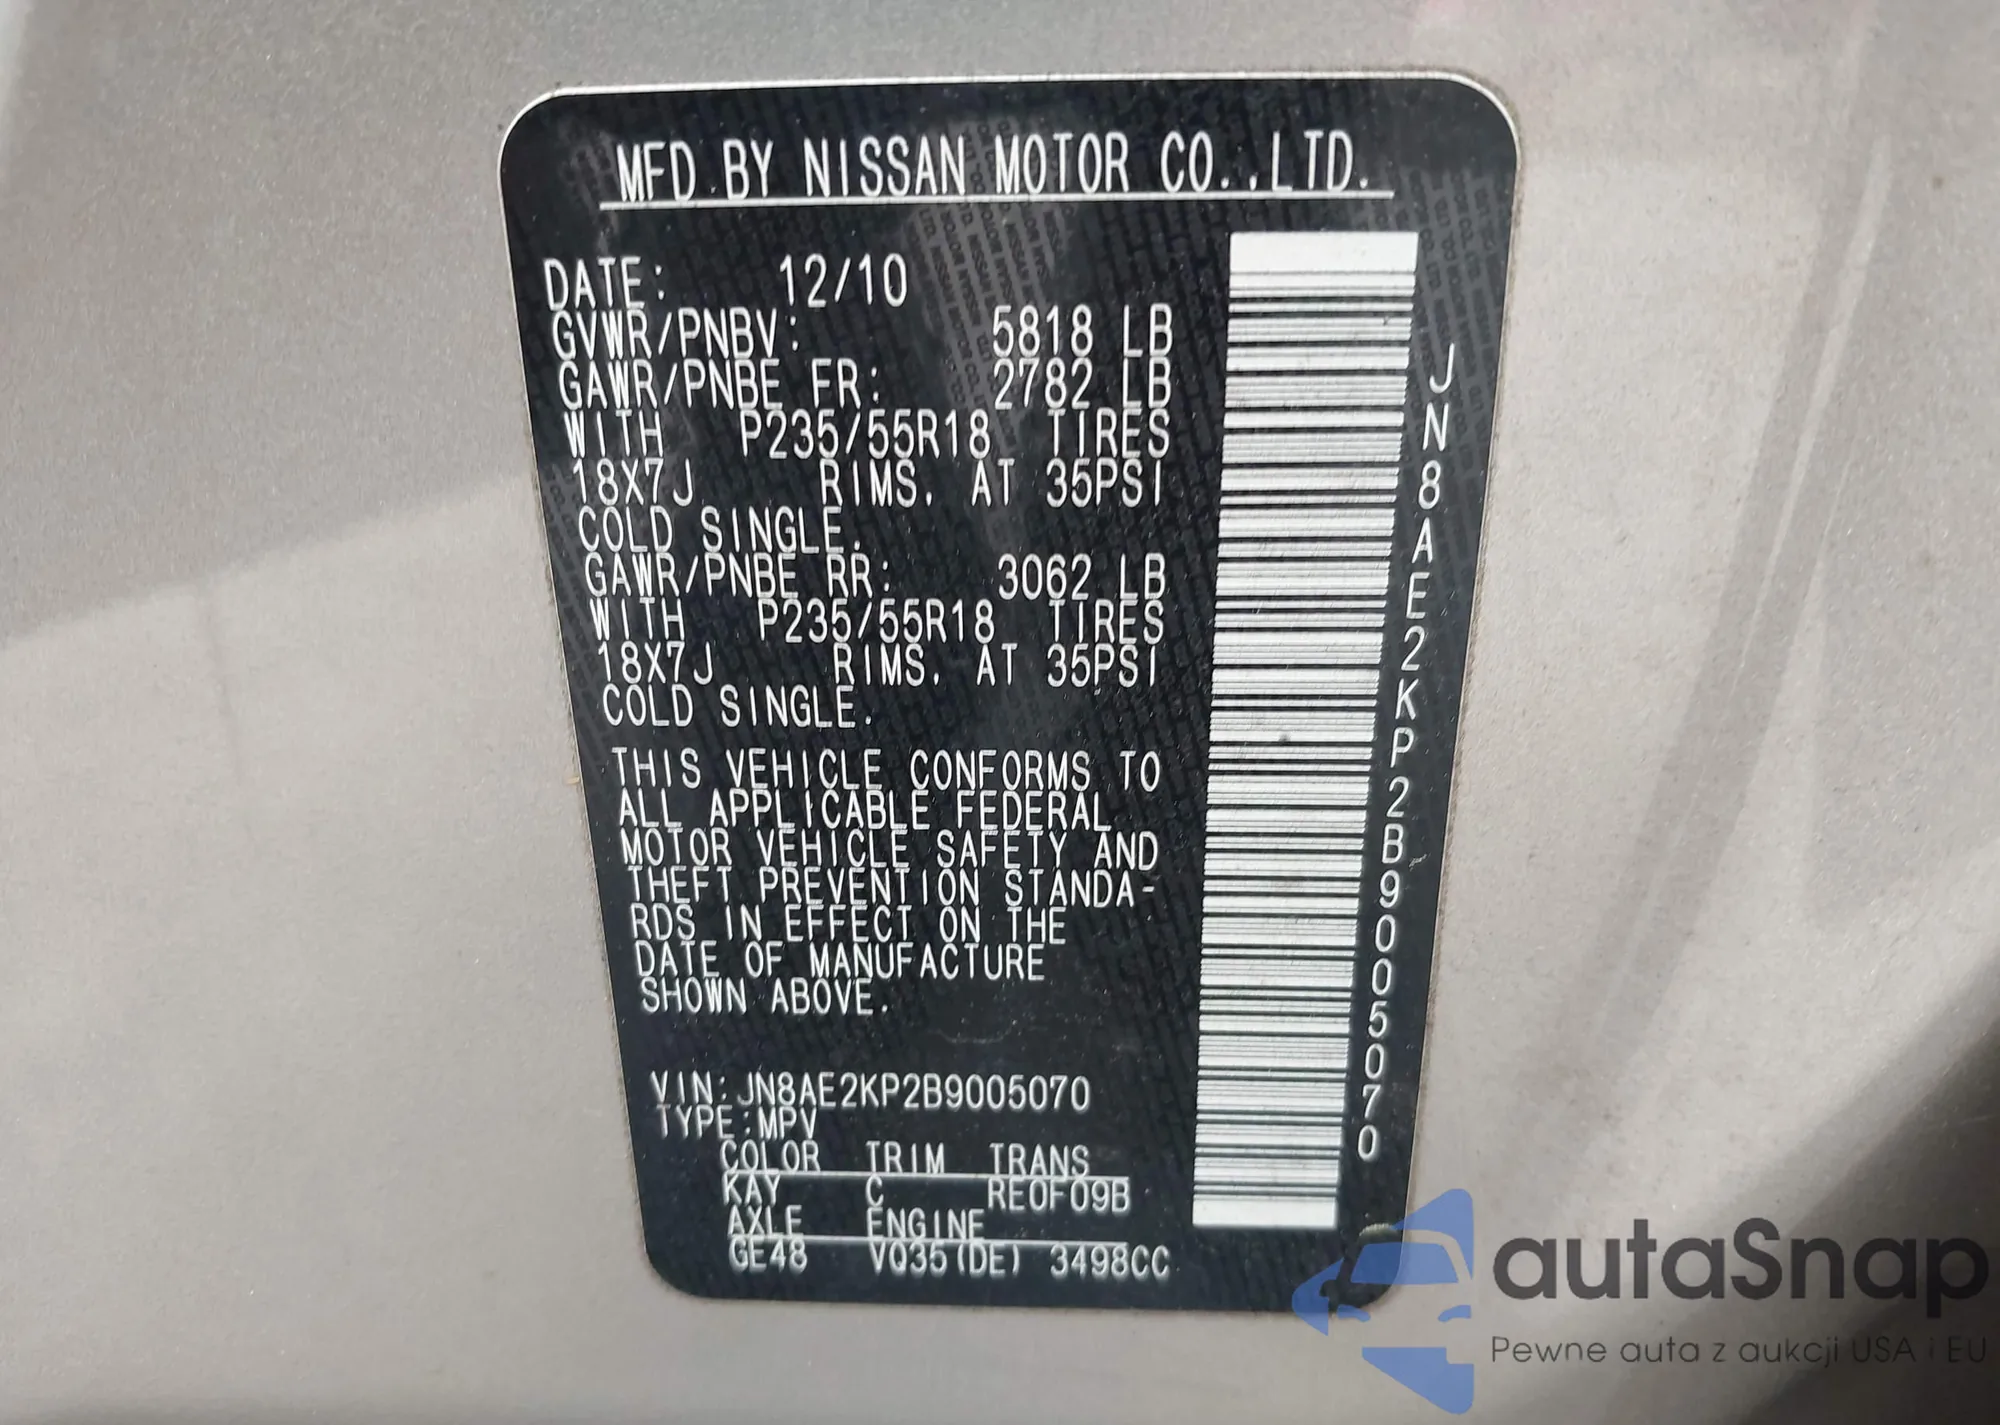 MFD.BY NISSAN MOTOR CO.,LTD.
DATE: 12/10
GVWR/PNBV: 5818 LB
GAWR/PNBE FR: 2782 LB
WITH P235/55R18 TIRES
18X7J RIMS. AT 35PSI
COLD SINGLE.
GAWR/PNBE RR: 3062 LB
WITH P235/55R18 TIRES
18X7J RIMS. AT 35PSI
COLD SINGLE.
THIS VEHICLE CONFORMS TO
ALL APPLICABLE FEDERAL
MOTOR VEHICLE SAFETY AND
THEFT PREVENTION STANDA-
RDS IN EFFECT ON THE
DATE OF MANUFACTURE
SHOWN ABOVE.
VIN:JN8AE2KP2B9005070
TYPE:MPV
COLOR TRIM TRANS
KAY C RE0F09B
AXLE ENGINE
GE48 VQ35(DE) 3498CC
JN8AE2KP2B9005070
autaSnap
Pewne auta z aukcji USA i EU